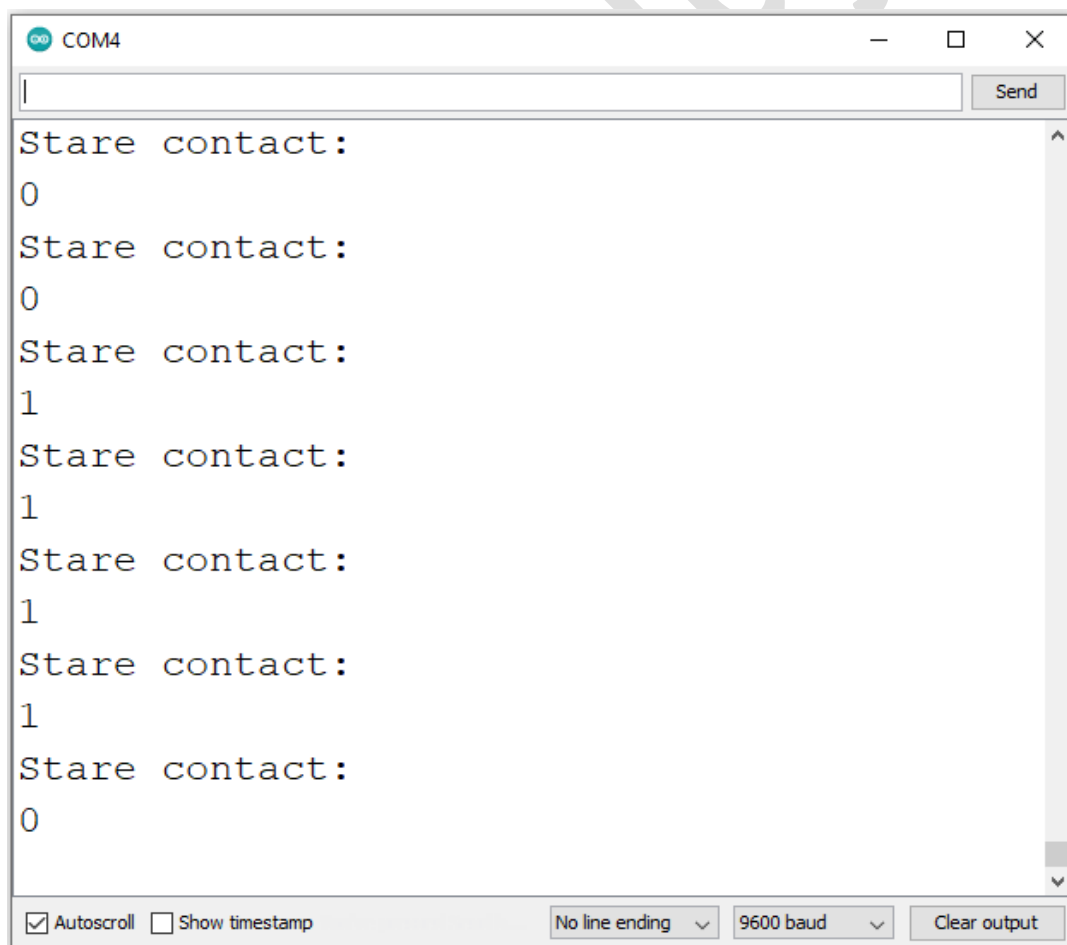 COM4
Send
Stare contact:
0
Stare contact:
0
Stare contact:
1
Stare contact:
1
Stare contact:
1
Stare contact:
1
Stare contact:
0
Autoscroll Show timestamp No line ending 9600 baud Clear output